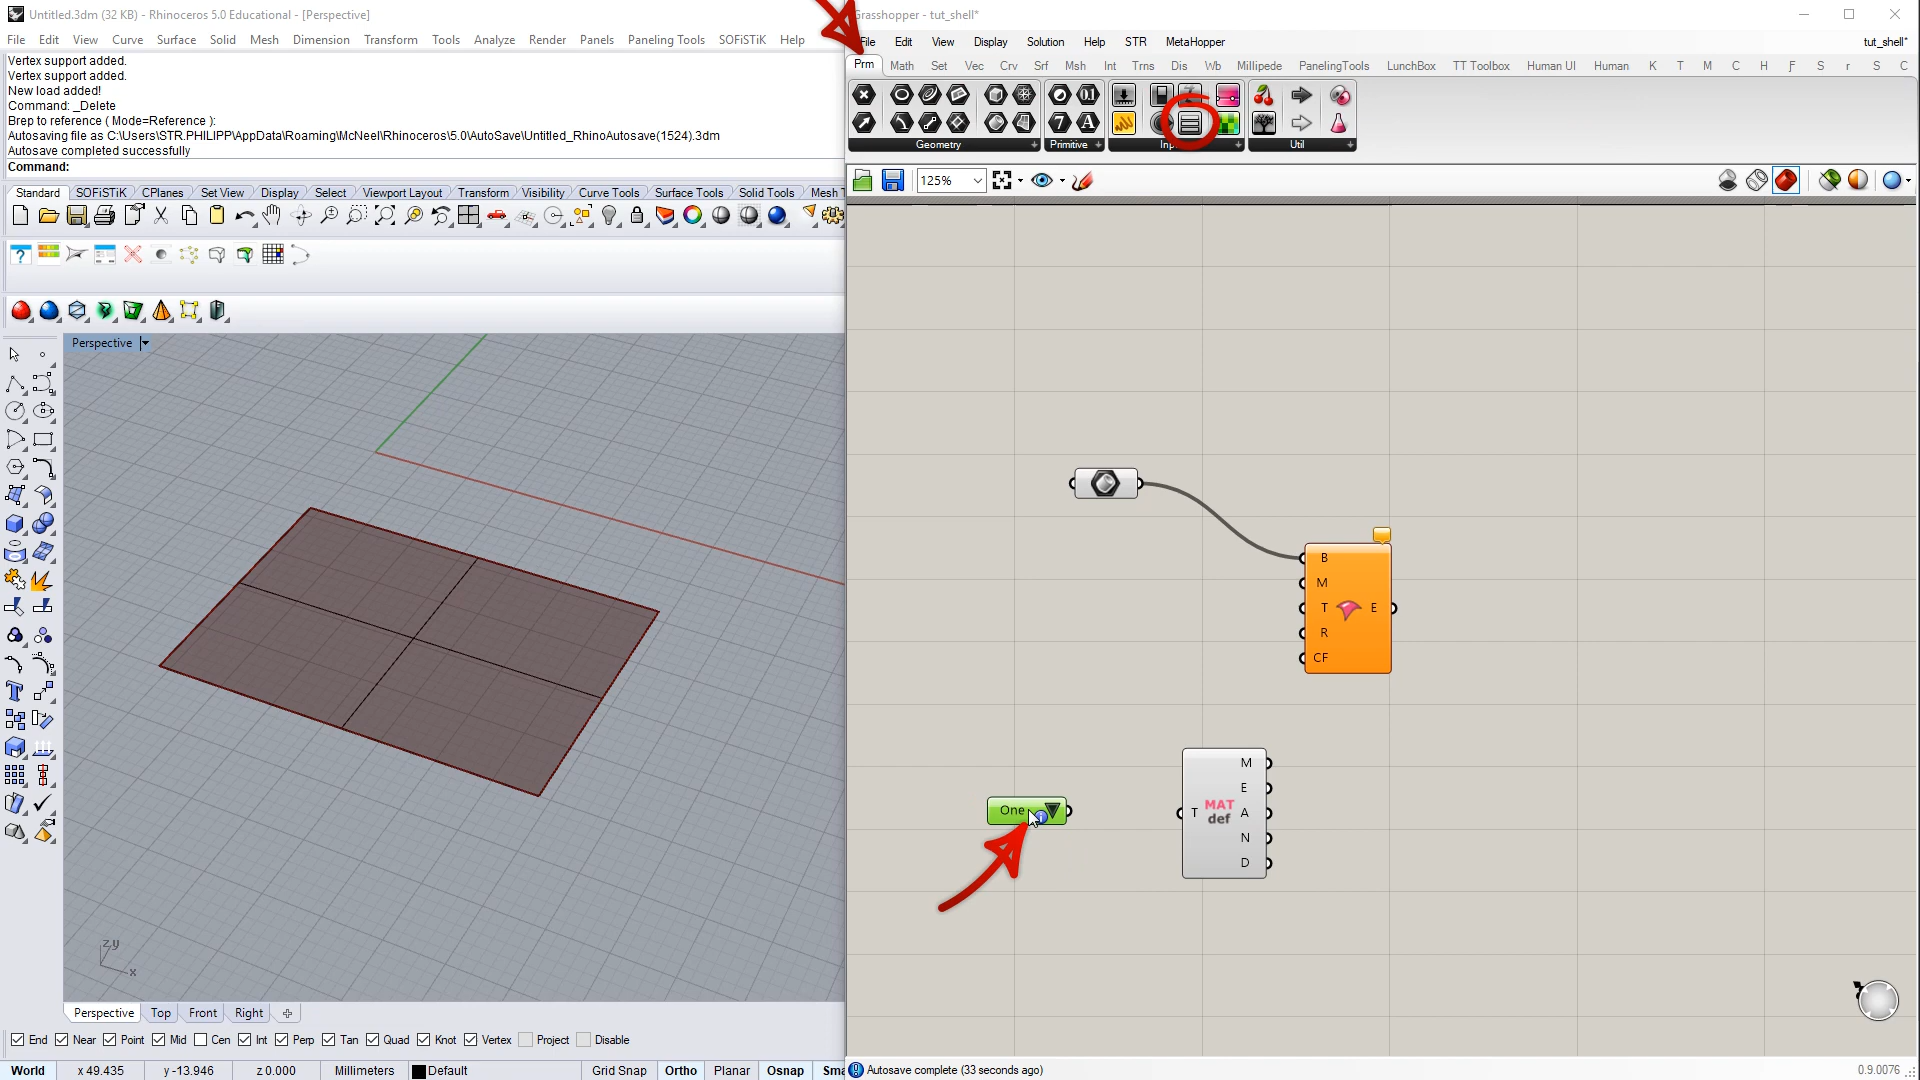 Untitled.3dm (32 KB) - Rhinoceros 5.0 Educational - [Perspective]
File Edit View Curve Surface Solid Mesh Dimension Transform Tools Analyze Render Panels Paneling Tools SOFiSTiK Help
Vertex support added.
Vertex support added.
New load added!
Command: _Delete
Brep to reference ( Mode=Reference ):
Autosaving file as C:\Users\STR.PHILIPP\AppData\Roaming\McNeel\Rhinoceros\5.0\AutoSave\Untitled_RhinoAutosave(1524).3dm
Autosave completed successfully
Command:
Standard SOFiSTiK CPlanes Set View Display Select Viewport Layout Transform Visibility Curve Tools Surface Tools Solid Tools Mesh T
Perspective
z y
x
Perspective Top Front Right
End Near Point Mid Cen Int Perp Tan Quad Knot Vertex Project Disable
World x 49.435 y -13.946 z 0.000 Millimeters Default Grid Snap Ortho Planar Osnap Sma
Grasshopper - tut_shell*
File Edit View Display Solution Help STR MetaHopper tut_shell*
Prm Math Set Vec Crv Srf Msh Int Trns Dis Wb Millipede PanelingTools LunchBox TT Toolbox Human UI Human K T M C H F S r S C
0.1
7 A
Geometry Primitive Inp Util
125%
B
M
T E
R
CF
One
M
E
T MAT def A
N
D
Autosave complete (33 seconds ago) 0.9.0076